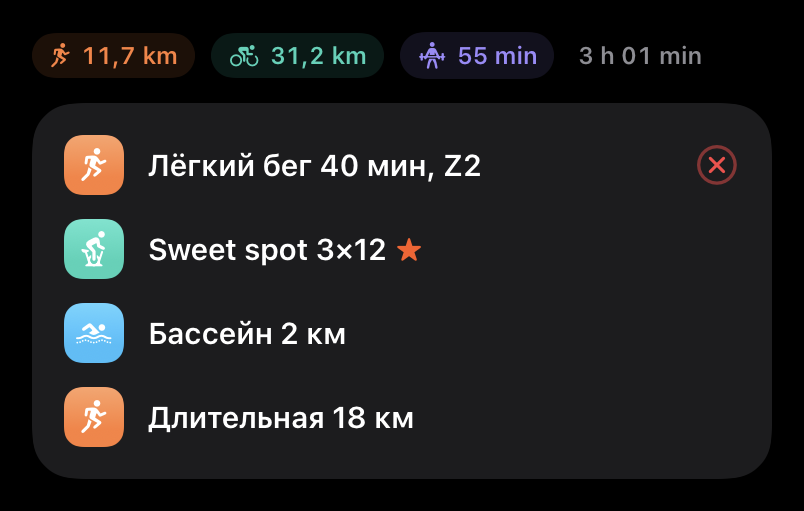 11,7 km 31,2 km 55 min 3 h 01 min
Лёгкий бег 40 мин, Z2
Sweet spot 3×12
Бассейн 2 км
Длительная 18 км